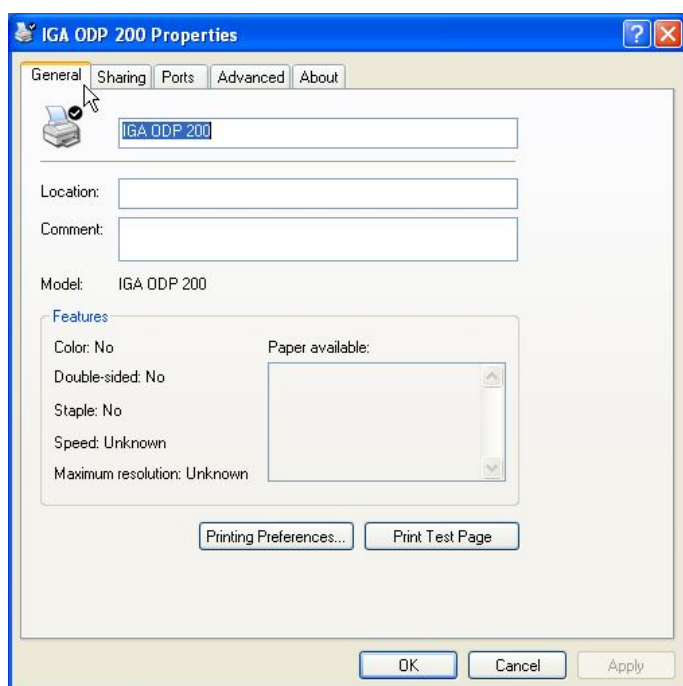 IGA ODP 200 Properties
General Sharing Ports Advanced About
IGA ODP 200
Location:
Comment:
Model: IGA ODP 200
Features
Color: No Paper available:
Double-sided: No
Staple: No
Speed: Unknown
Maximum resolution: Unknown
Printing Preferences... Print Test Page
OK Cancel Apply